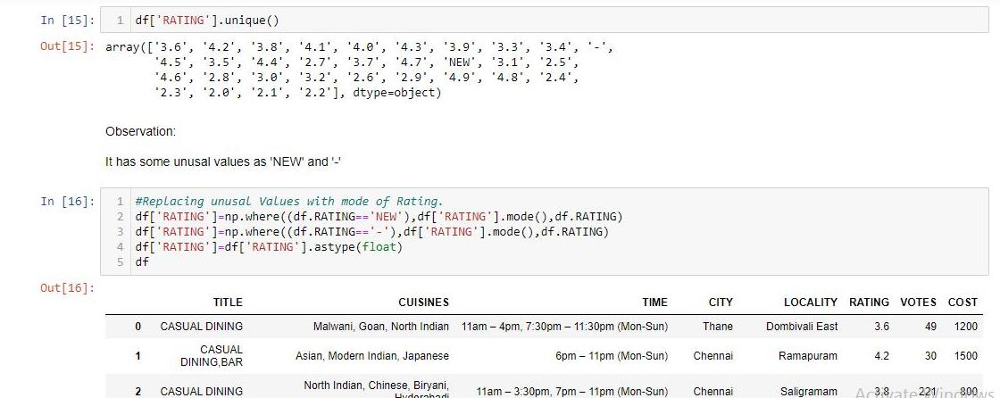 In [15]: 1 df['RATING'].unique()
Out[15]: array(['3.6', '4.2', '3.8', '4.1', '4.0', '4.3', '3.9', '3.3', '3.4', '-',
'4.5', '3.5', '4.4', '2.7', '3.7', '4.7', 'NEW', '3.1', '2.5',
'4.6', '2.8', '3.0', '3.2', '2.6', '2.9', '4.9', '4.8', '2.4',
'2.3', '2.0', '2.1', '2.2'], dtype=object)
Observation:
It has some unusual values as 'NEW' and '-'
In [16]: 1 #Replacing unusal Values with mode of Rating.
2 df['RATING']=np.where((df.RATING=='NEW'),df['RATING'].mode(),df.RATING)
3 df['RATING']=np.where((df.RATING=='-'),df['RATING'].mode(),df.RATING)
4 df['RATING']=df['RATING'].astype(float)
5 df
Out[16]:
TITLE CUISINES TIME CITY LOCALITY RATING VOTES COST
0 CASUAL DINING Malwani, Goan, North Indian 11am – 4pm, 7:30pm – 11:30pm (Mon-Sun) Thane Dombivali East 3.6 49 1200
1 CASUAL DINING,BAR Asian, Modern Indian, Japanese 6pm – 11pm (Mon-Sun) Chennai Ramapuram 4.2 30 1500
2 CASUAL DINING North Indian, Chinese, Biryani, Hyderabadi 11am – 3:30pm, 7pm – 11pm (Mon-Sun) Chennai Saligramam 3.8 221 800
Activate Windows